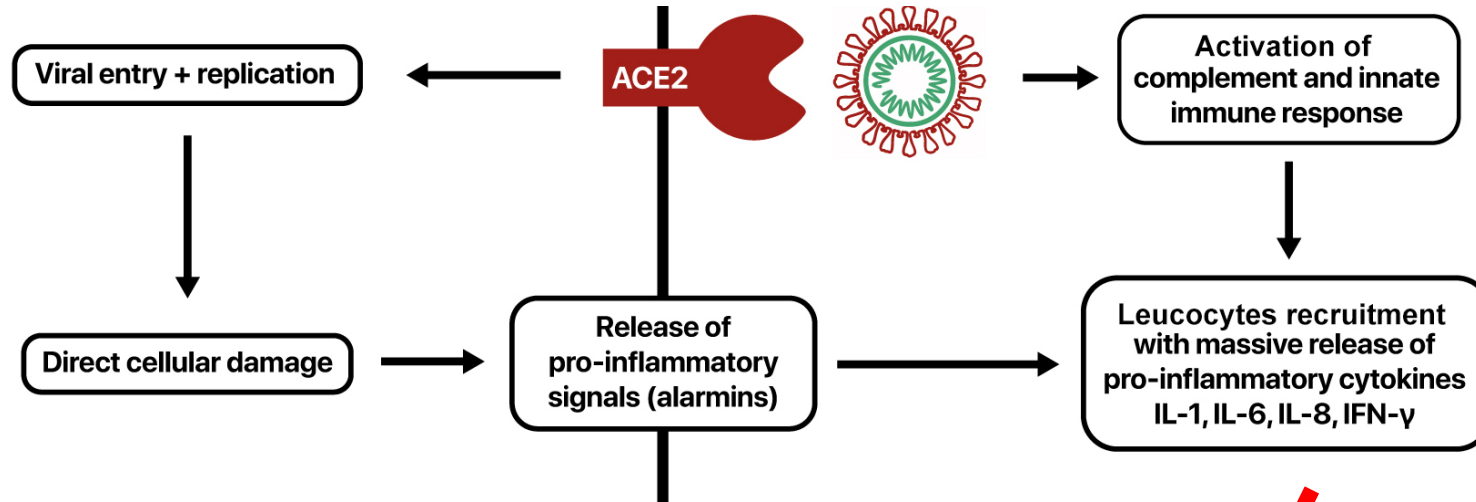 Viral entry + replication
ACE2
Activation of
complement and innate
immune response
Direct cellular damage
Release of
pro-inflammatory
signals (alarmins)
Leucocytes recruitment
with massive release of
pro-inflammatory cytokines
IL-1, IL-6, IL-8, IFN-γ